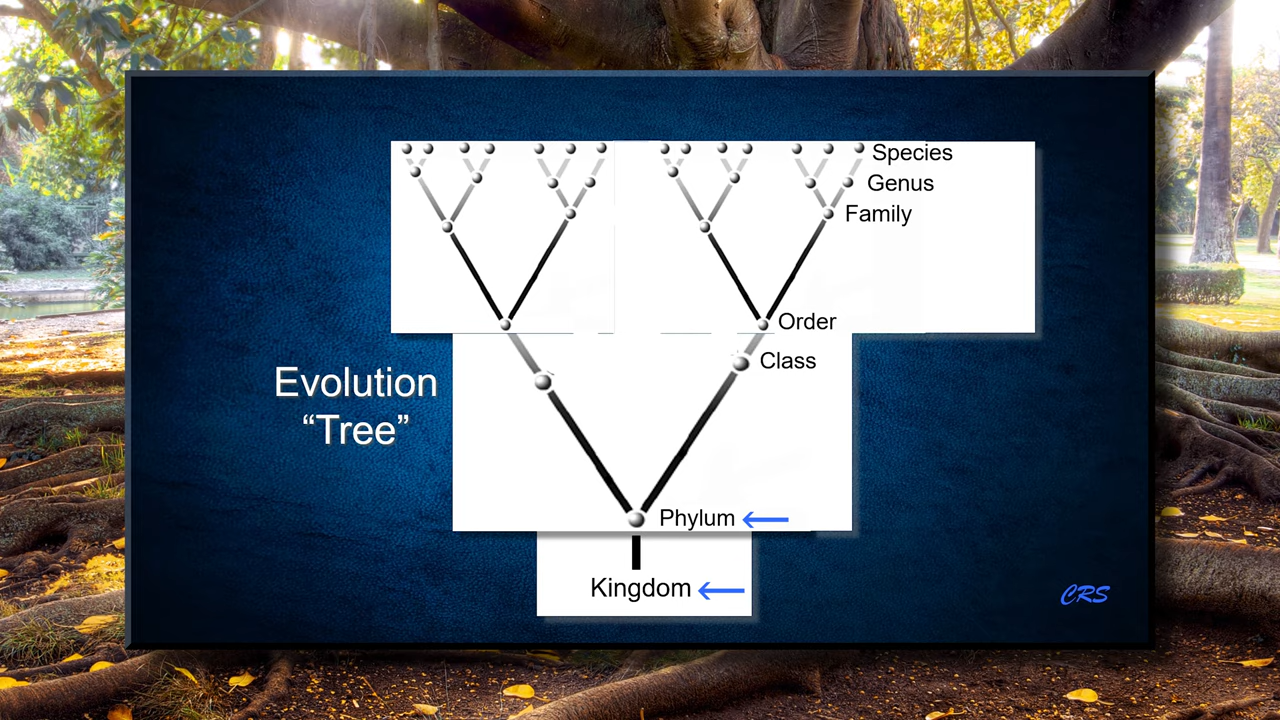 Species
Genus
Family
Order
Class
Evolution
“Tree”
Phylum
Kingdom
CRS